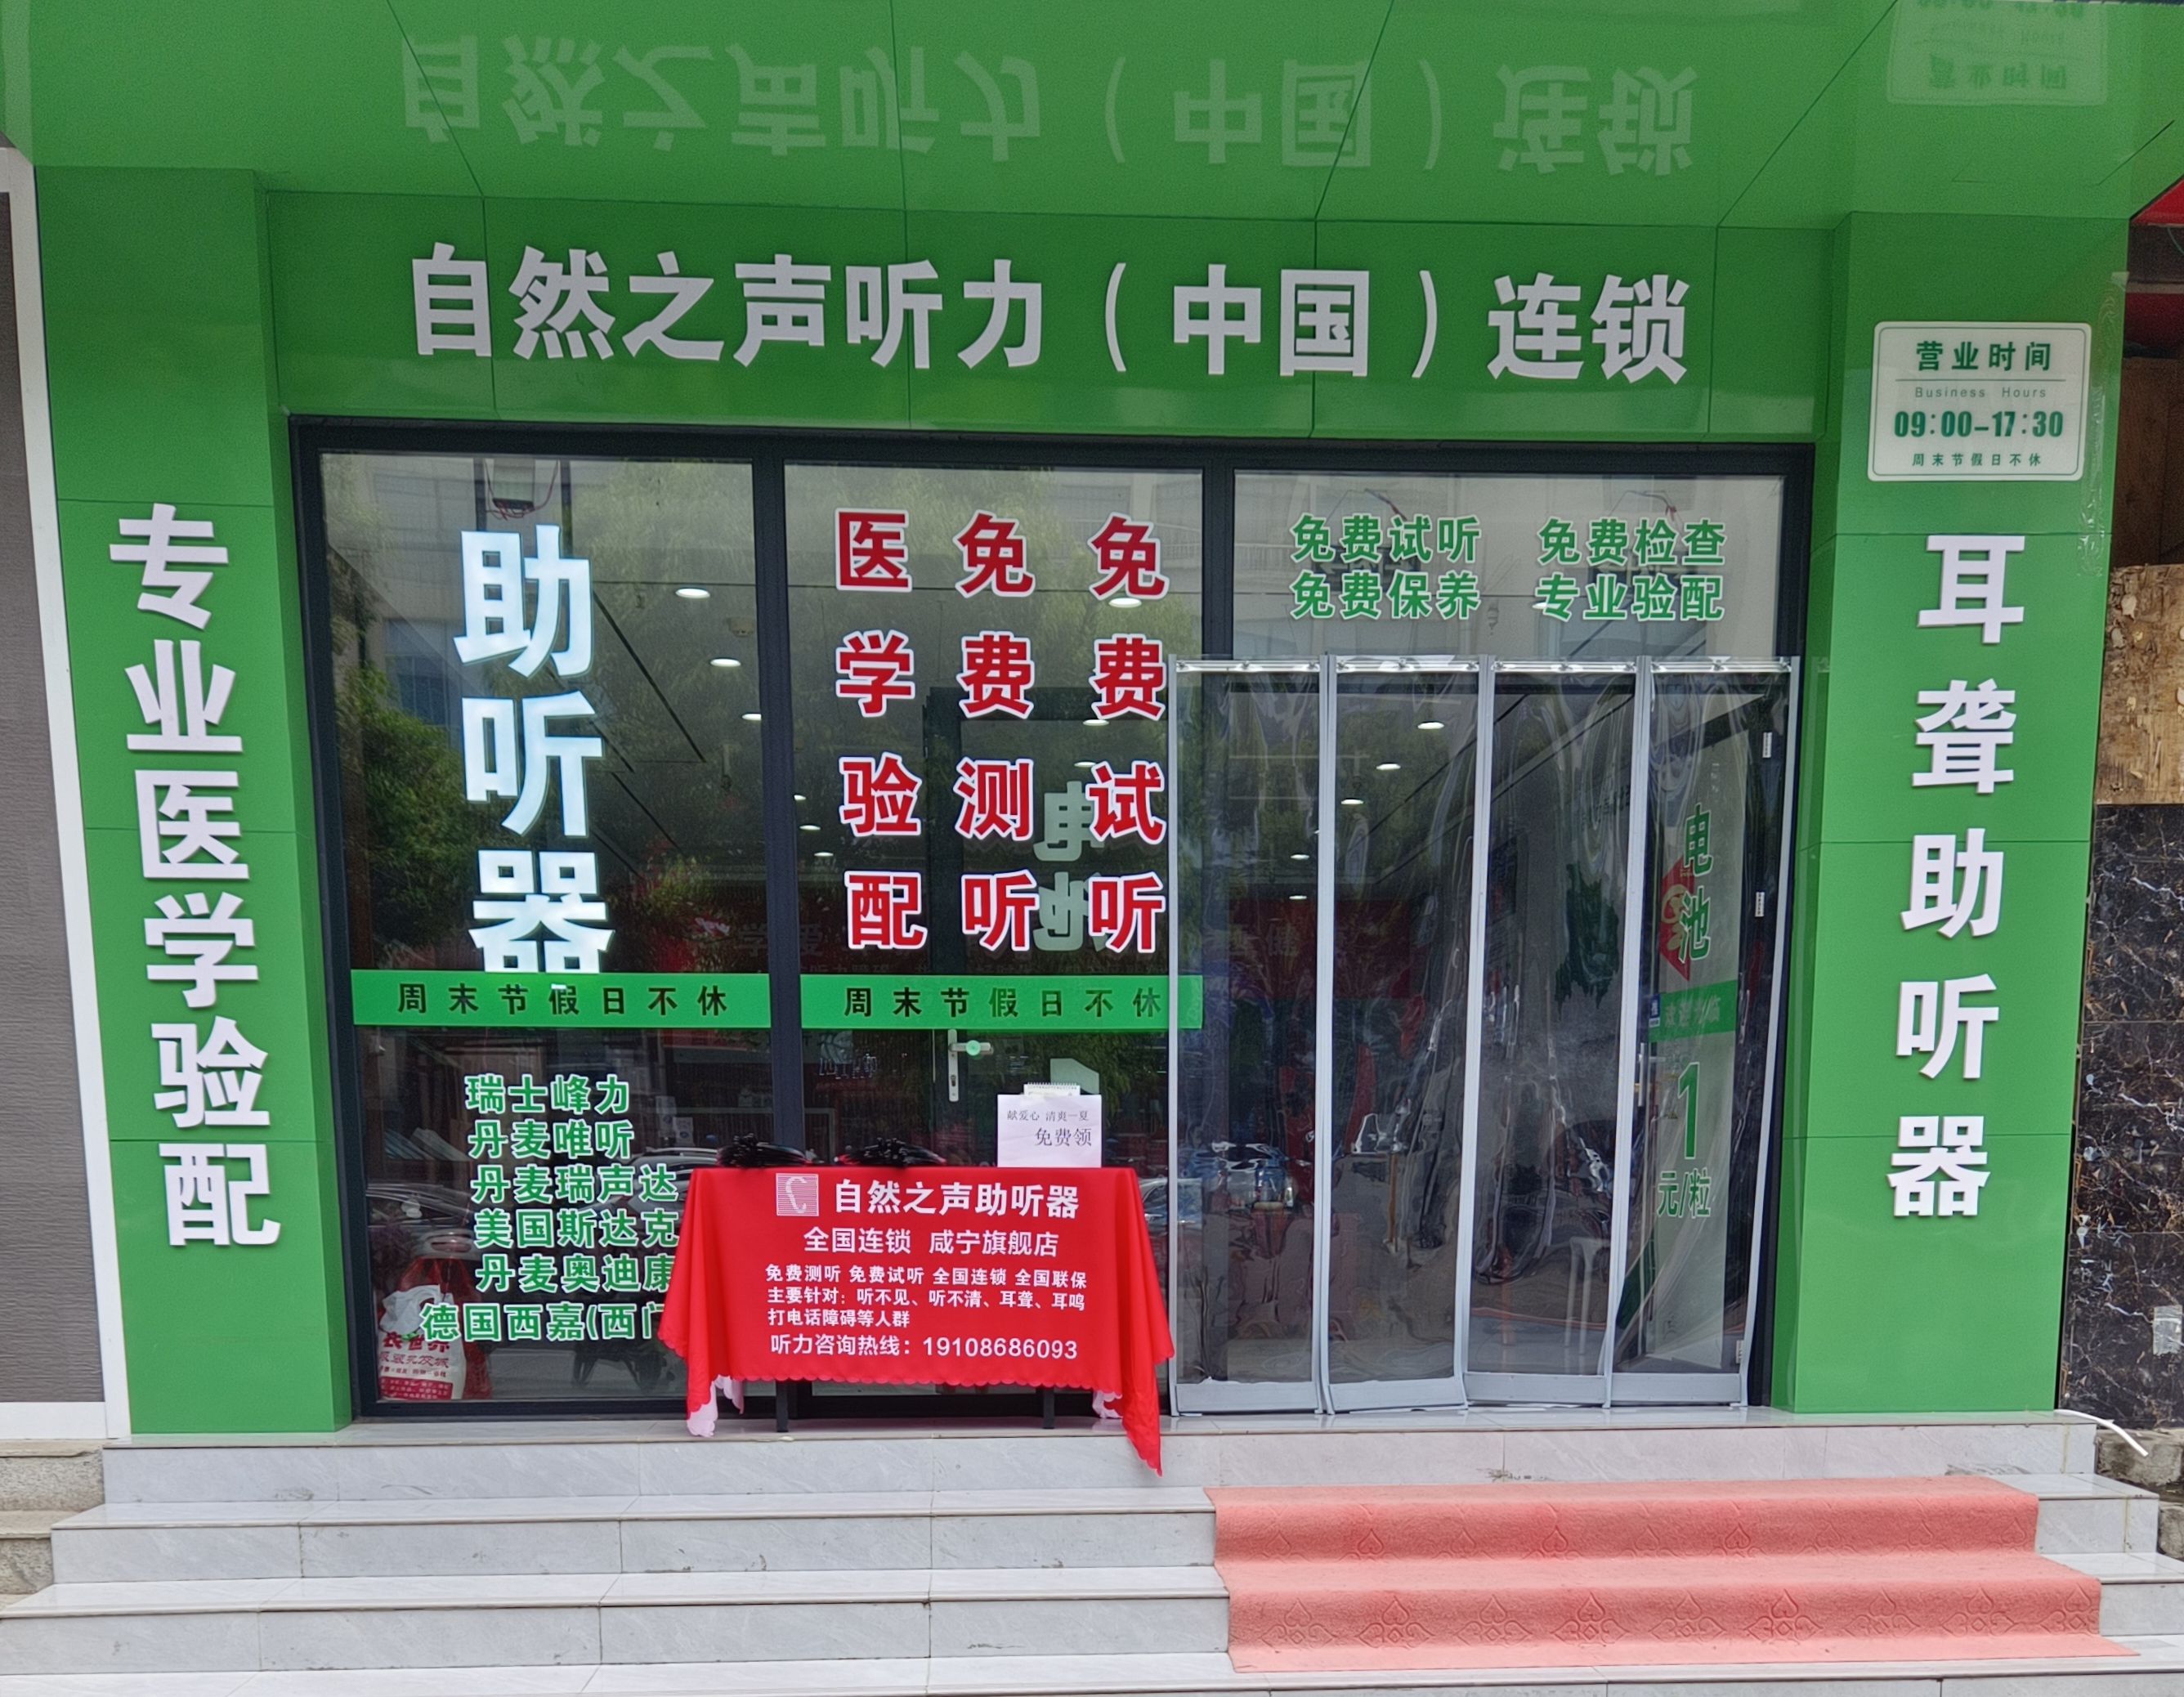 自然之声听力（中国）连锁
营业时间
Business Hours
09:00-17:30
周末节假日不休
专业医学验配
助听器
医学验配
免费测听
免费试听
免费试听 免费检查
免费保养 专业验配
耳聋助听器
周末节假日不休
周末节假日不休
电池
1
元/粒
瑞士峰力
丹麦唯听
丹麦瑞声达
美国斯达克
丹麦奥迪康
德国西嘉(西门
献爱心 清爽一夏
免费领
自然之声助听器
全国连锁 咸宁旗舰店
免费测听 免费试听 全国连锁 全国联保
主要针对：听不见、听不清、耳聋、耳鸣
打电话障碍等人群
听力咨询热线：19108686093